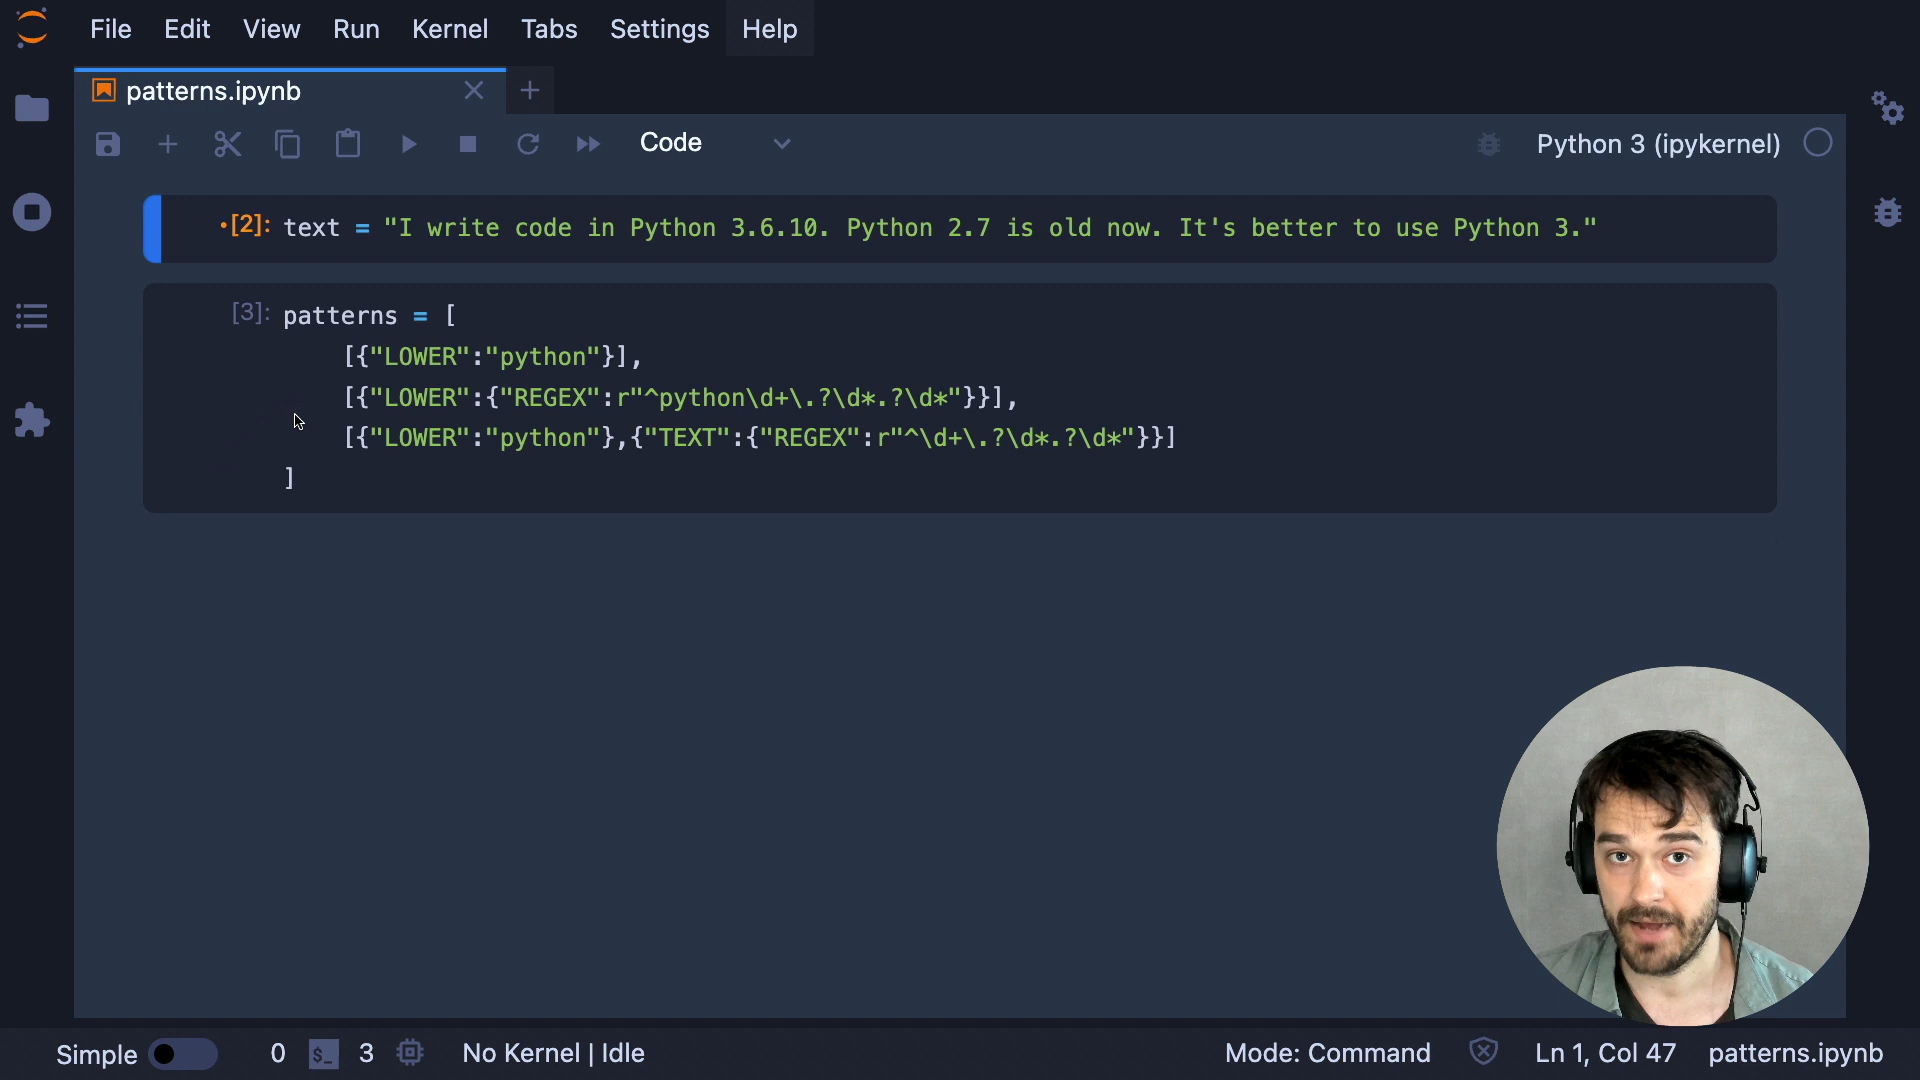 File Edit View Run Kernel Tabs Settings Help
patterns.ipynb
Code
Python 3 (ipykernel)
•[2]: text = "I write code in Python 3.6.10. Python 2.7 is old now. It's better to use Python 3."
[3]: patterns = [
[{"LOWER":"python"}],
[{"LOWER":{"REGEX":r"^python\d+\.?\d*.?\d*"}}],
[{"LOWER":"python"},{"TEXT":{"REGEX":r"^\d+\.?\d*.?\d*"}}]
]
Simple 0 $_ 3 No Kernel | Idle Mode: Command Ln 1, Col 47 patterns.ipynb